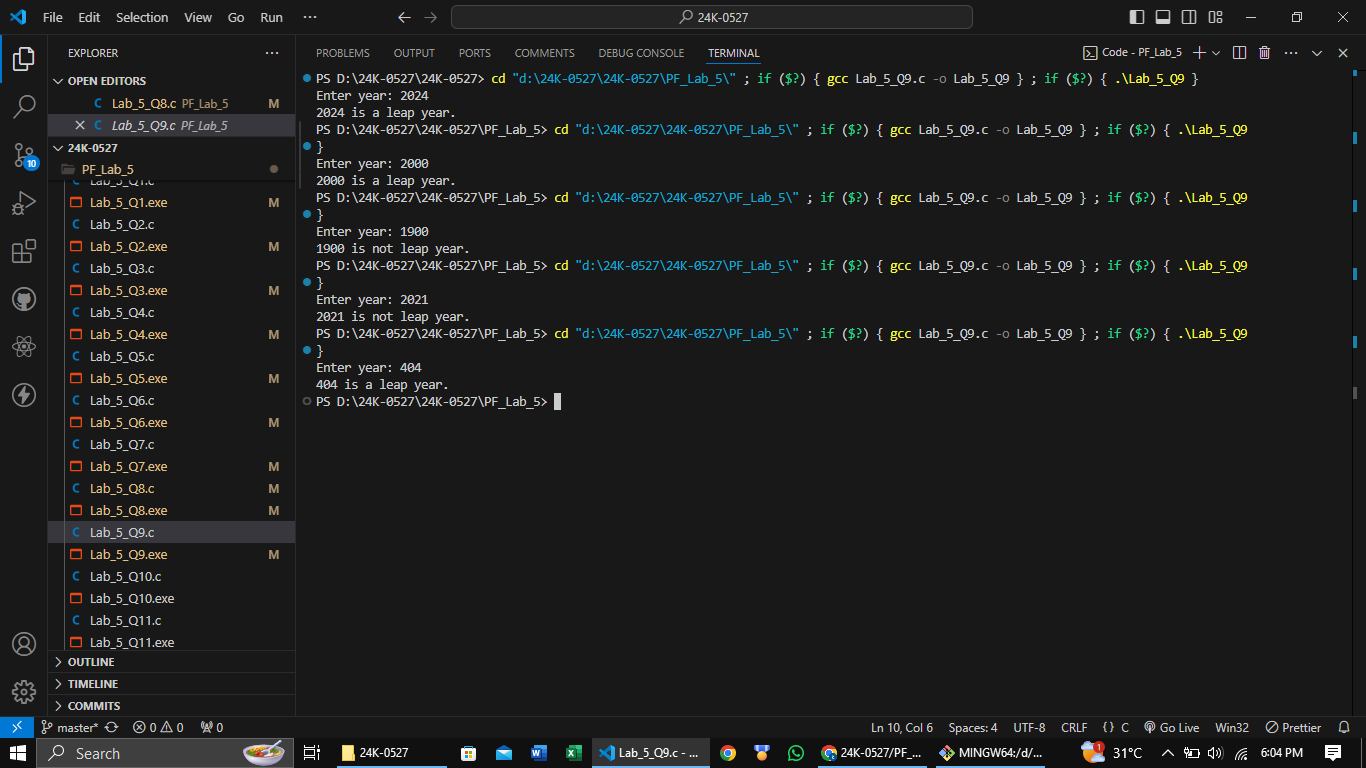 File Edit Selection View Go Run ··· 24K-0527
EXPLORER ···
OPEN EDITORS
Lab_5_Q8.c PF_Lab_5 M
Lab_5_Q9.c PF_Lab_5
24K-0527
PF_Lab_5
Lab_5_Q1.c
Lab_5_Q1.exe M
Lab_5_Q2.c
Lab_5_Q2.exe M
Lab_5_Q3.c
Lab_5_Q3.exe M
Lab_5_Q4.c
Lab_5_Q4.exe M
Lab_5_Q5.c
Lab_5_Q5.exe M
Lab_5_Q6.c
Lab_5_Q6.exe M
Lab_5_Q7.c
Lab_5_Q7.exe M
Lab_5_Q8.c M
Lab_5_Q8.exe M
Lab_5_Q9.c
Lab_5_Q9.exe M
Lab_5_Q10.c
Lab_5_Q10.exe
Lab_5_Q11.c
Lab_5_Q11.exe
OUTLINE
TIMELINE
COMMITS
10
PROBLEMS OUTPUT PORTS COMMENTS DEBUG CONSOLE TERMINAL Code - PF_Lab_5
PS D:\24K-0527\24K-0527> cd "d:\24K-0527\24K-0527\PF_Lab_5\" ; if ($?) { gcc Lab_5_Q9.c -o Lab_5_Q9 } ; if ($?) { .\Lab_5_Q9 }
Enter year: 2024
2024 is a leap year.
PS D:\24K-0527\24K-0527\PF_Lab_5> cd "d:\24K-0527\24K-0527\PF_Lab_5\" ; if ($?) { gcc Lab_5_Q9.c -o Lab_5_Q9 } ; if ($?) { .\Lab_5_Q9
}
Enter year: 2000
2000 is a leap year.
PS D:\24K-0527\24K-0527\PF_Lab_5> cd "d:\24K-0527\24K-0527\PF_Lab_5\" ; if ($?) { gcc Lab_5_Q9.c -o Lab_5_Q9 } ; if ($?) { .\Lab_5_Q9
}
Enter year: 1900
1900 is not leap year.
PS D:\24K-0527\24K-0527\PF_Lab_5> cd "d:\24K-0527\24K-0527\PF_Lab_5\" ; if ($?) { gcc Lab_5_Q9.c -o Lab_5_Q9 } ; if ($?) { .\Lab_5_Q9
}
Enter year: 2021
2021 is not leap year.
PS D:\24K-0527\24K-0527\PF_Lab_5> cd "d:\24K-0527\24K-0527\PF_Lab_5\" ; if ($?) { gcc Lab_5_Q9.c -o Lab_5_Q9 } ; if ($?) { .\Lab_5_Q9
}
Enter year: 404
404 is a leap year.
PS D:\24K-0527\24K-0527\PF_Lab_5>
master* 0 0 0 Ln 10, Col 6 Spaces: 4 UTF-8 CRLF {} C Go Live Win32 Prettier
Search 24K-0527 Lab_5_Q9.c - ... 24K-0527/PF_... MINGW64:/d/... 1 31°C 6:04 PM